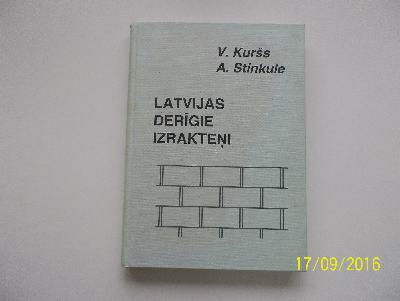 V. Kuršs
A. Stinkule
LATVIJAS
DERĪGIE
IZRAKTEŅI
17/09/2016